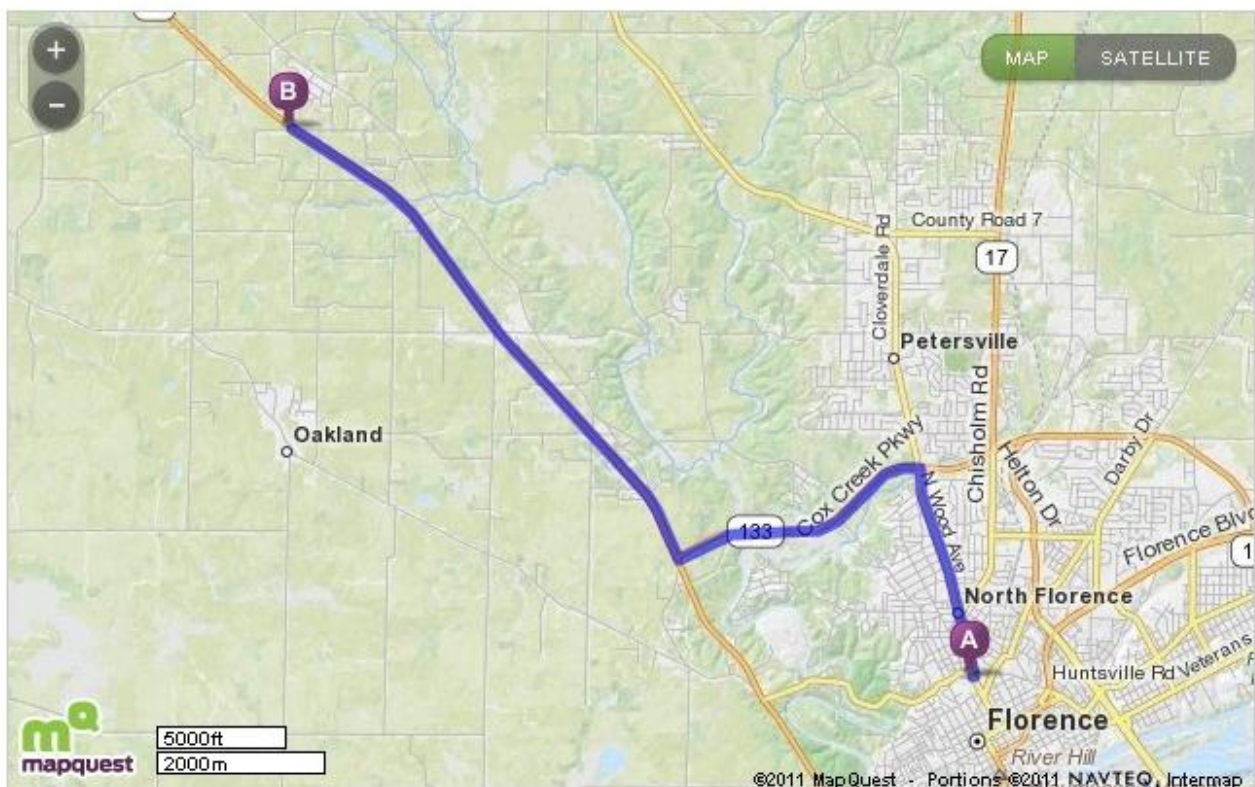 +
-
B
MAP SATELLITE
County Road 7
17
Cloverdale Rd
Petersville
Chisholm Rd
Oakland
Cox Creek Pkwy
Helton Dr
Darby Dr
133
N Wood Ave
Florence Blvd
1
North Florence
A
Huntsville Rd
Veterans
Florence
River Hill
mQ
mapquest
5000ft
2000m
©2011 MapQuest - Portions ©2011 NAVTEQ, Intermap